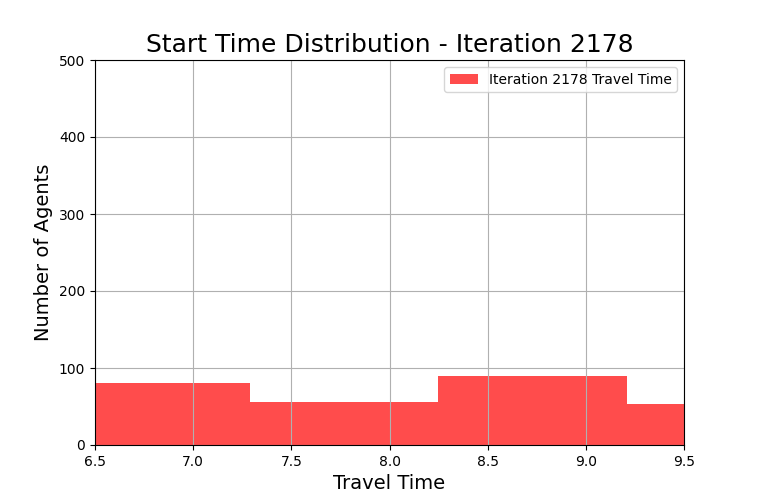 Start Time Distribution - Iteration 2178
Iteration 2178 Travel Time
Number of Agents
500
400
300
200
100
0
6.5 7.0 7.5 8.0 8.5 9.0 9.5
Travel Time